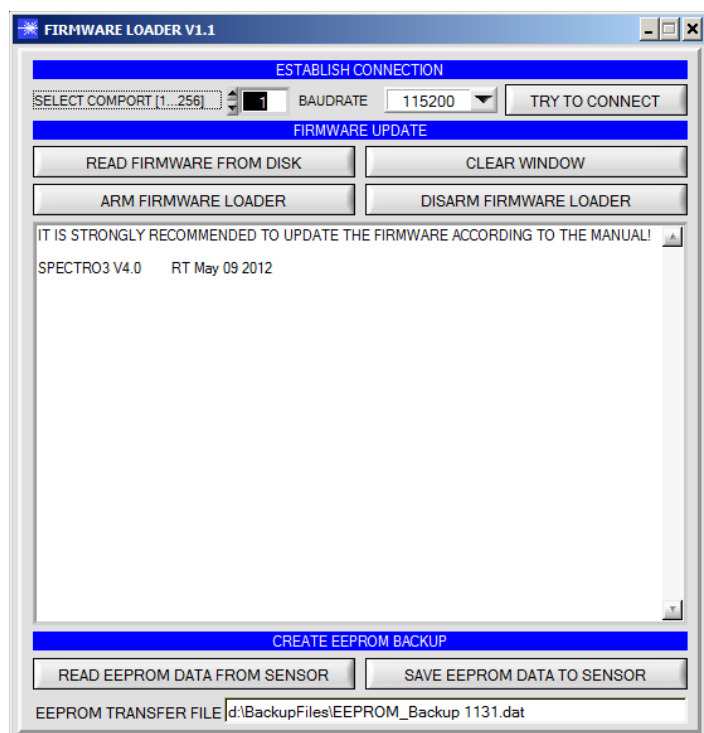 FIRMWARE LOADER V1.1
ESTABLISH CONNECTION
SELECT COMPORT [1...256] 1 BAUDRATE 115200 TRY TO CONNECT
FIRMWARE UPDATE
READ FIRMWARE FROM DISK CLEAR WINDOW
ARM FIRMWARE LOADER DISARM FIRMWARE LOADER
IT IS STRONGLY RECOMMENDED TO UPDATE THE FIRMWARE ACCORDING TO THE MANUAL!
SPECTRO3 V4.0 RT May 09 2012
CREATE EEPROM BACKUP
READ EEPROM DATA FROM SENSOR SAVE EEPROM DATA TO SENSOR
EEPROM TRANSFER FILE d:\BackupFiles\EEPROM_Backup 1131.dat